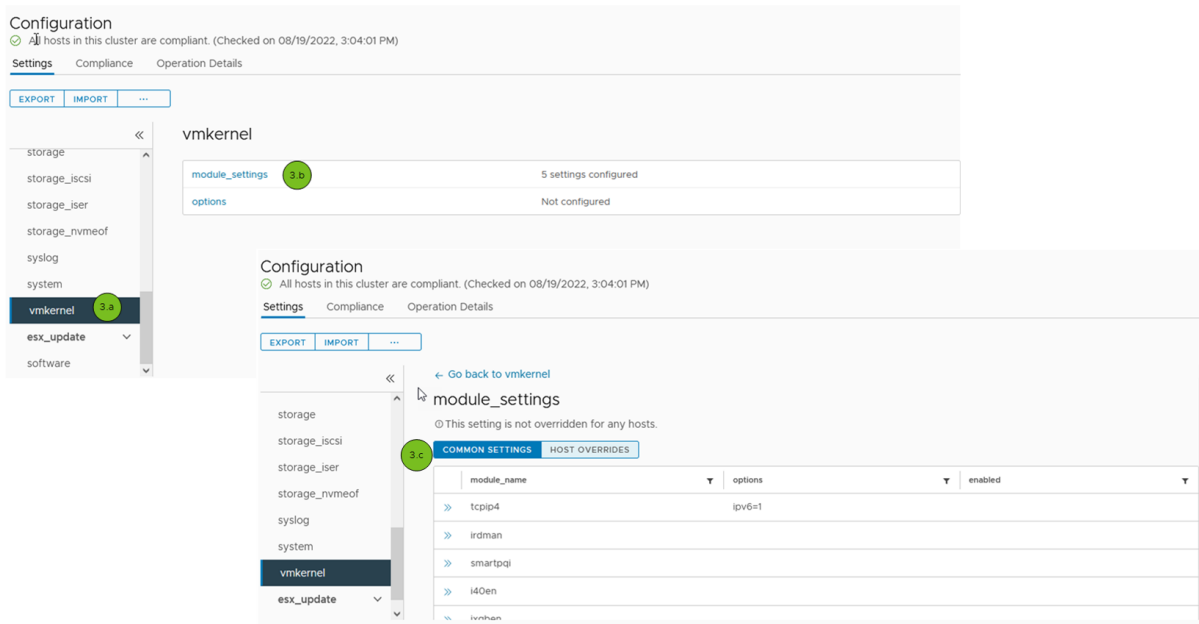 Configuration
All hosts in this cluster are compliant. (Checked on 08/19/2022, 3:04:01 PM)
Settings Compliance Operation Details
EXPORT IMPORT ...
«
storage
storage_iscsi
storage_iser
storage_nvmeof
syslog
system
vmkernel 3.a
esx_update
software
vmkernel
module_settings 3.b 5 settings configured
options Not configured
Configuration
All hosts in this cluster are compliant. (Checked on 08/19/2022, 3:04:01 PM)
Settings Compliance Operation Details
EXPORT IMPORT ...
«
storage
storage_iscsi
storage_iser
storage_nvmeof
syslog
system
vmkernel
esx_update
← Go back to vmkernel
module_settings
This setting is not overridden for any hosts.
3.c COMMON SETTINGS HOST OVERRIDES
module_name options enabled
» tcpip4 ipv6=1
» irdman
» smartpqi
» i40en
» ixgben